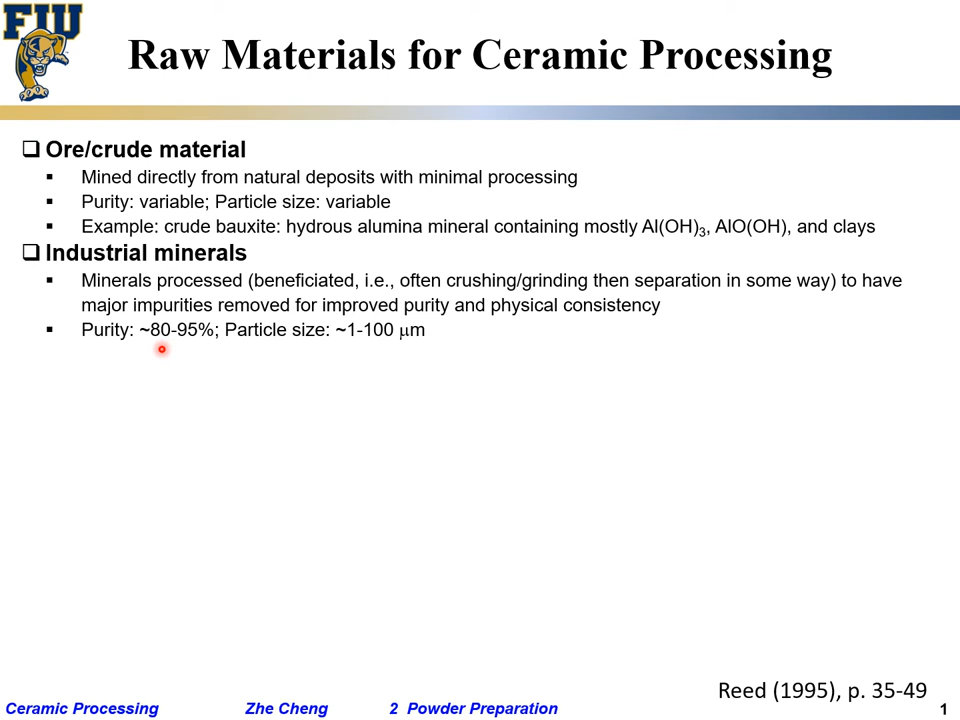 FIU
Raw Materials for Ceramic Processing
❑ Ore/crude material
▪ Mined directly from natural deposits with minimal processing
▪ Purity: variable; Particle size: variable
▪ Example: crude bauxite: hydrous alumina mineral containing mostly Al(OH)₃, AlO(OH), and clays
❑ Industrial minerals
▪ Minerals processed (beneficiated, i.e., often crushing/grinding then separation in some way) to have
major impurities removed for improved purity and physical consistency
▪ Purity: ~80-95%; Particle size: ~1-100 μm
Reed (1995), p. 35-49
Ceramic Processing Zhe Cheng 2 Powder Preparation 1